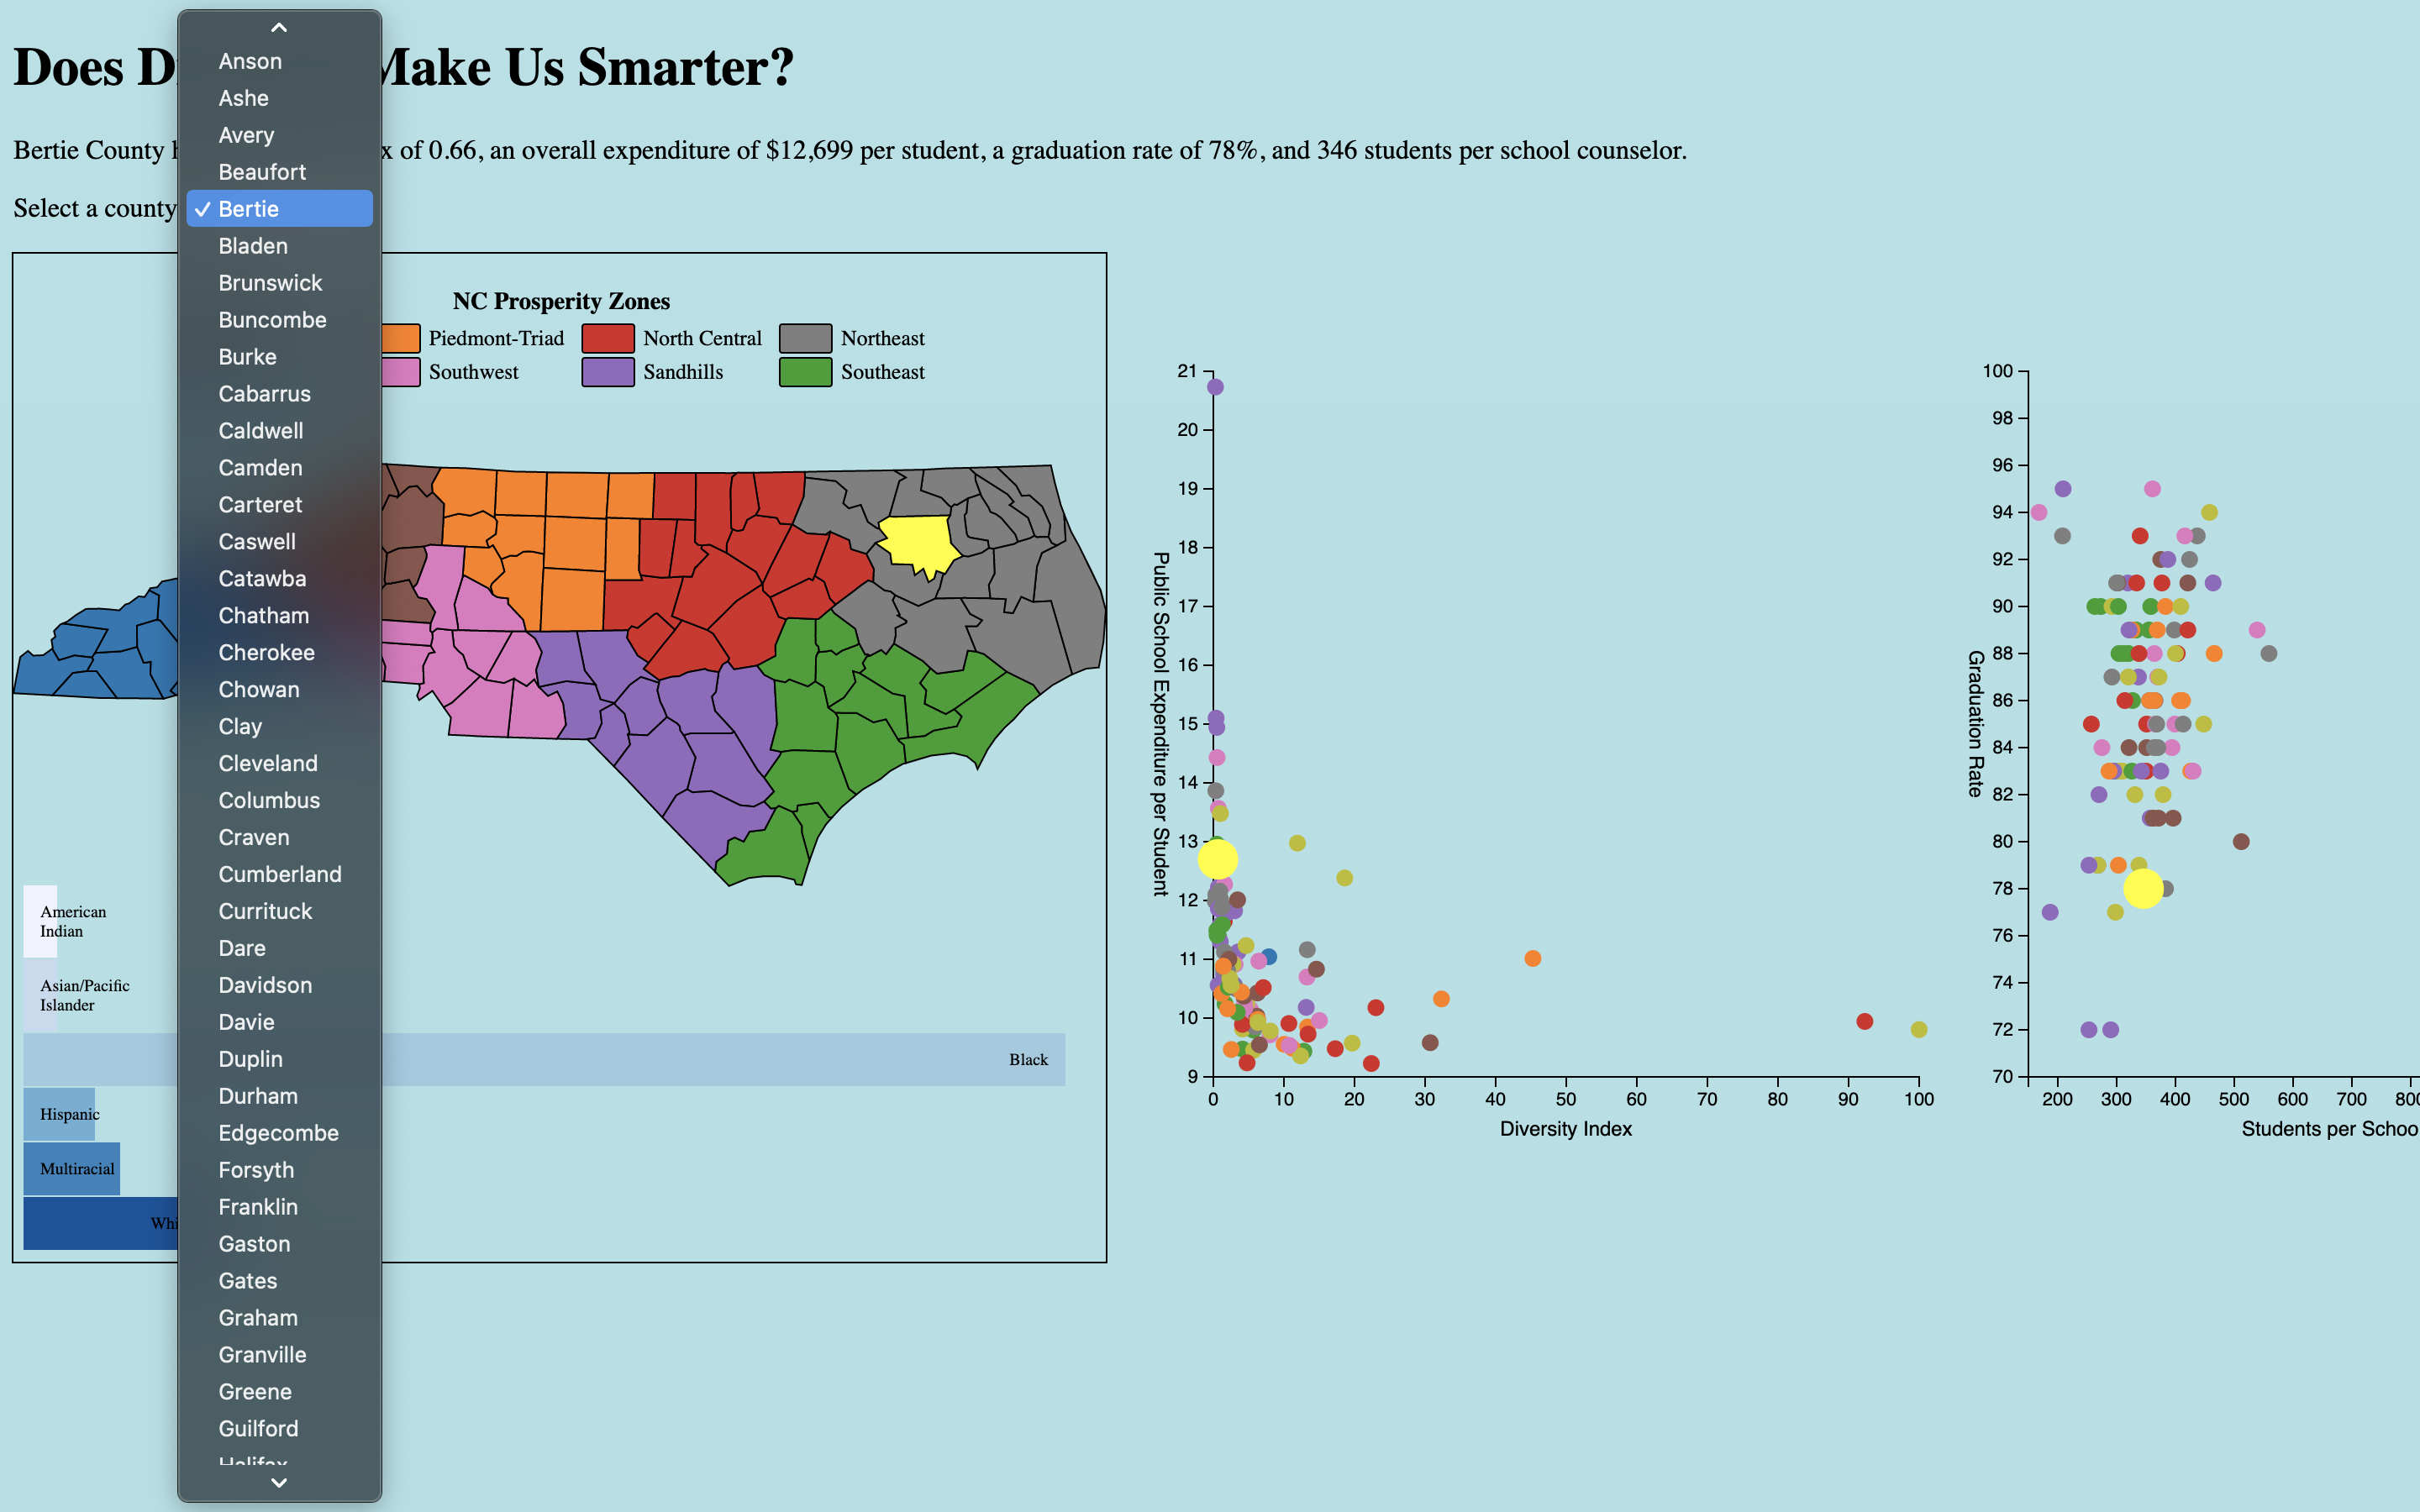 Does D Make Us Smarter?
Bertie County x of 0.66, an overall expenditure of $12,699 per student, a graduation rate of 78%, and 346 students per school counselor.
Select a county
Anson
Ashe
Avery
Beaufort
✓ Bertie
Bladen
Brunswick
Buncombe
Burke
Cabarrus
Caldwell
Camden
Carteret
Caswell
Catawba
Chatham
Cherokee
Chowan
Clay
Cleveland
Columbus
Craven
Cumberland
Currituck
Dare
Davidson
Davie
Duplin
Durham
Edgecombe
Forsyth
Franklin
Gaston
Gates
Graham
Granville
Greene
Guilford
Halifax
NC Prosperity Zones
Piedmont-Triad North Central Northeast
Southwest Sandhills Southeast
American
Indian
Asian/Pacific
Islander
Black
Hispanic
Multiracial
Whi
21
20
19
18
17
16
15
14
13
12
11
10
9
Public School Expenditure per Student
0 10 20 30 40 50 60 70 80 90 100
Diversity Index
100
98
96
94
92
90
88
86
84
82
80
78
76
74
72
70
Graduation Rate
200 300 400 500 600 700 800
Students per Schoo